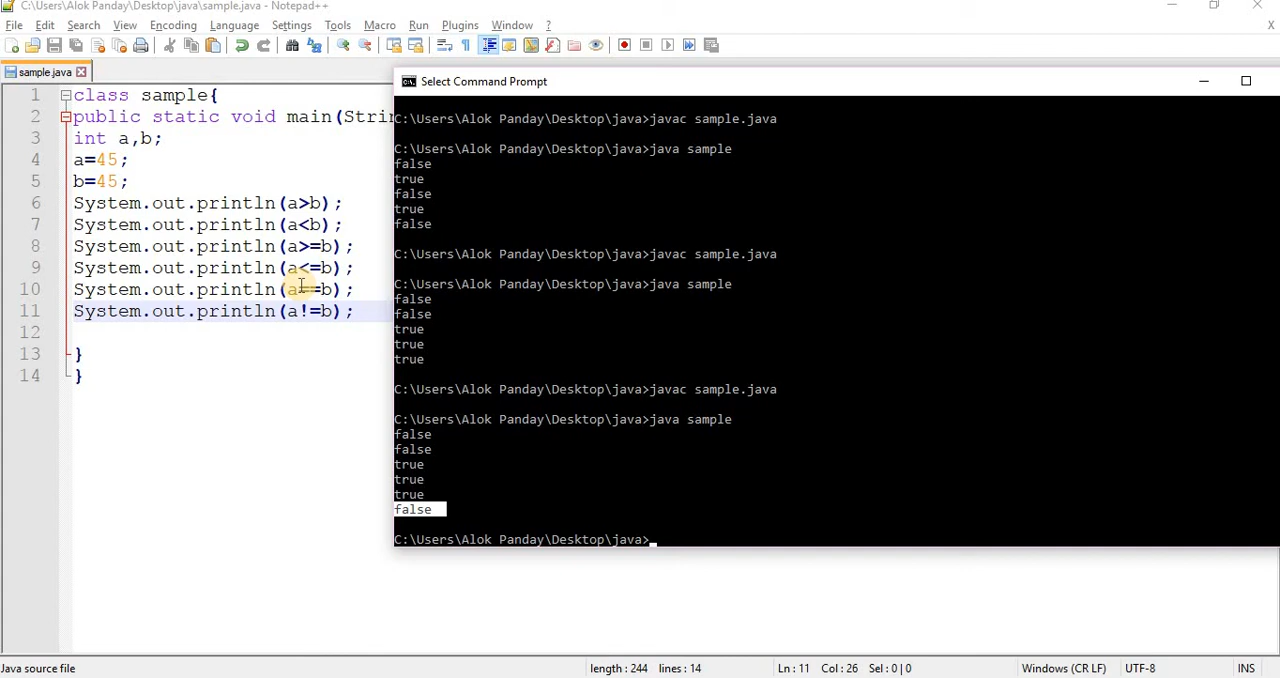 C:\Users\Alok Panday\Desktop\java\sample.java - Notepad++
File Edit Search View Encoding Language Settings Tools Macro Run Plugins Window ? X
sample.java
1 class sample{
2 public static void main(Strin
3 int a,b;
4 a=45;
5 b=45;
6 System.out.println(a>b);
7 System.out.println(a<b);
8 System.out.println(a>=b);
9 System.out.println(a<=b);
10 System.out.println(a==b);
11 System.out.println(a!=b);
12
13 }
14 }
Select Command Prompt
C:\Users\Alok Panday\Desktop\java>javac sample.java
C:\Users\Alok Panday\Desktop\java>java sample
false
true
false
true
false
C:\Users\Alok Panday\Desktop\java>javac sample.java
C:\Users\Alok Panday\Desktop\java>java sample
false
false
true
true
true
C:\Users\Alok Panday\Desktop\java>javac sample.java
C:\Users\Alok Panday\Desktop\java>java sample
false
false
true
true
true
false
C:\Users\Alok Panday\Desktop\java>
Java source file length : 244 lines : 14 Ln : 11 Col : 26 Sel : 0 | 0 Windows (CR LF) UTF-8 INS